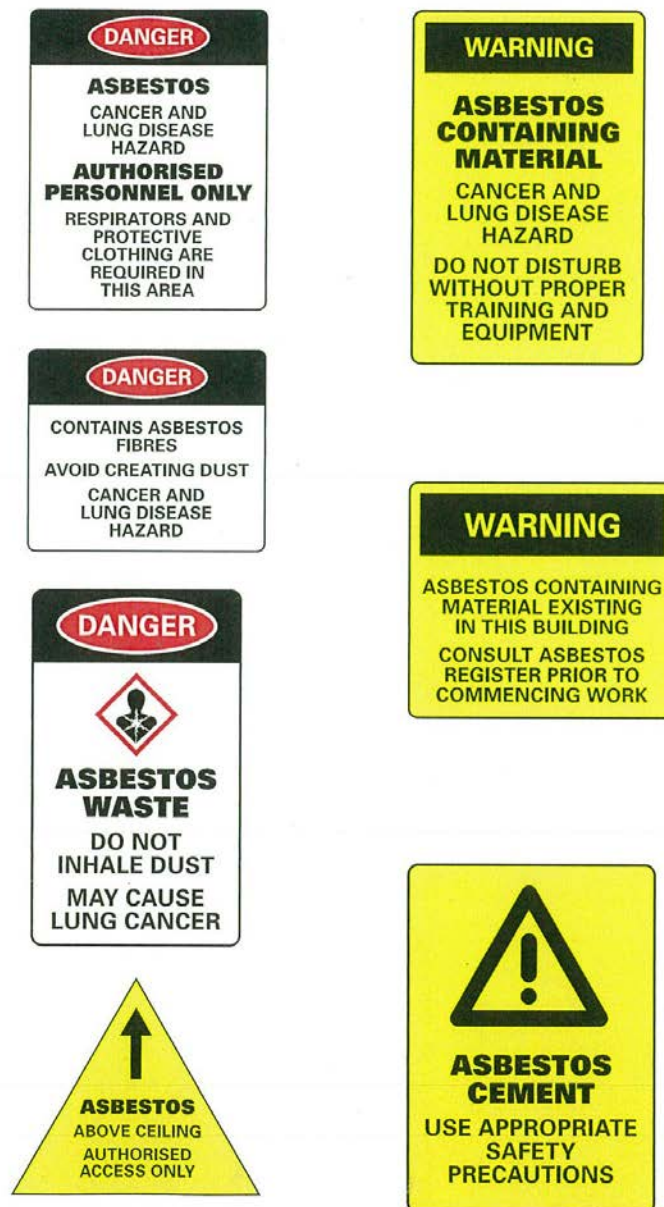 DANGER
ASBESTOS
CANCER AND
LUNG DISEASE
HAZARD
AUTHORISED
PERSONNEL ONLY
RESPIRATORS AND
PROTECTIVE
CLOTHING ARE
REQUIRED IN
THIS AREA
DANGER
CONTAINS ASBESTOS
FIBRES
AVOID CREATING DUST
CANCER AND
LUNG DISEASE
HAZARD
DANGER
ASBESTOS
WASTE
DO NOT
INHALE DUST
MAY CAUSE
LUNG CANCER
ASBESTOS
ABOVE CEILING
AUTHORISED
ACCESS ONLY
WARNING
ASBESTOS
CONTAINING
MATERIAL
CANCER AND
LUNG DISEASE
HAZARD
DO NOT DISTURB
WITHOUT PROPER
TRAINING AND
EQUIPMENT
WARNING
ASBESTOS CONTAINING
MATERIAL EXISTING
IN THIS BUILDING
CONSULT ASBESTOS
REGISTER PRIOR TO
COMMENCING WORK
ASBESTOS
CEMENT
USE APPROPRIATE
SAFETY
PRECAUTIONS